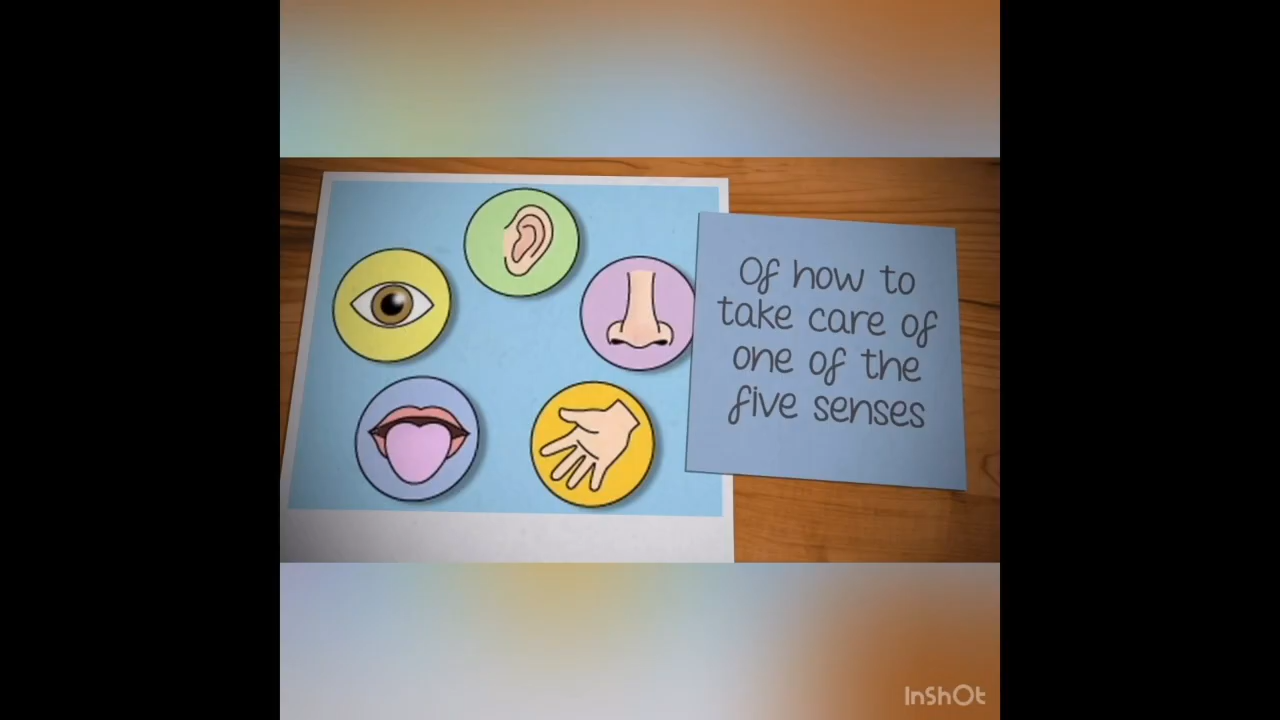 Of how to
take care of
one of the
five senses
InShOt